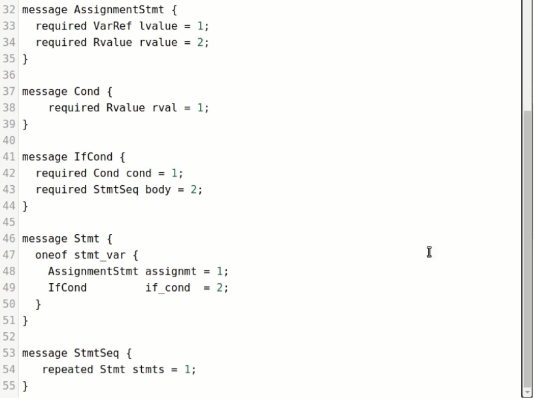 32 message AssignmentStmt {
33   required VarRef lvalue = 1;
34   required Rvalue rvalue = 2;
35 }
36
37 message Cond {
38     required Rvalue rval = 1;
39 }
40
41 message IfCond {
42   required Cond cond = 1;
43   required StmtSeq body = 2;
44 }
45
46 message Stmt {
47   oneof stmt_var {
48     AssignmentStmt assignmt = 1;
49     IfCond         if_cond  = 2;
50   }
51 }
52
53 message StmtSeq {
54    repeated Stmt stmts = 1;
55 }